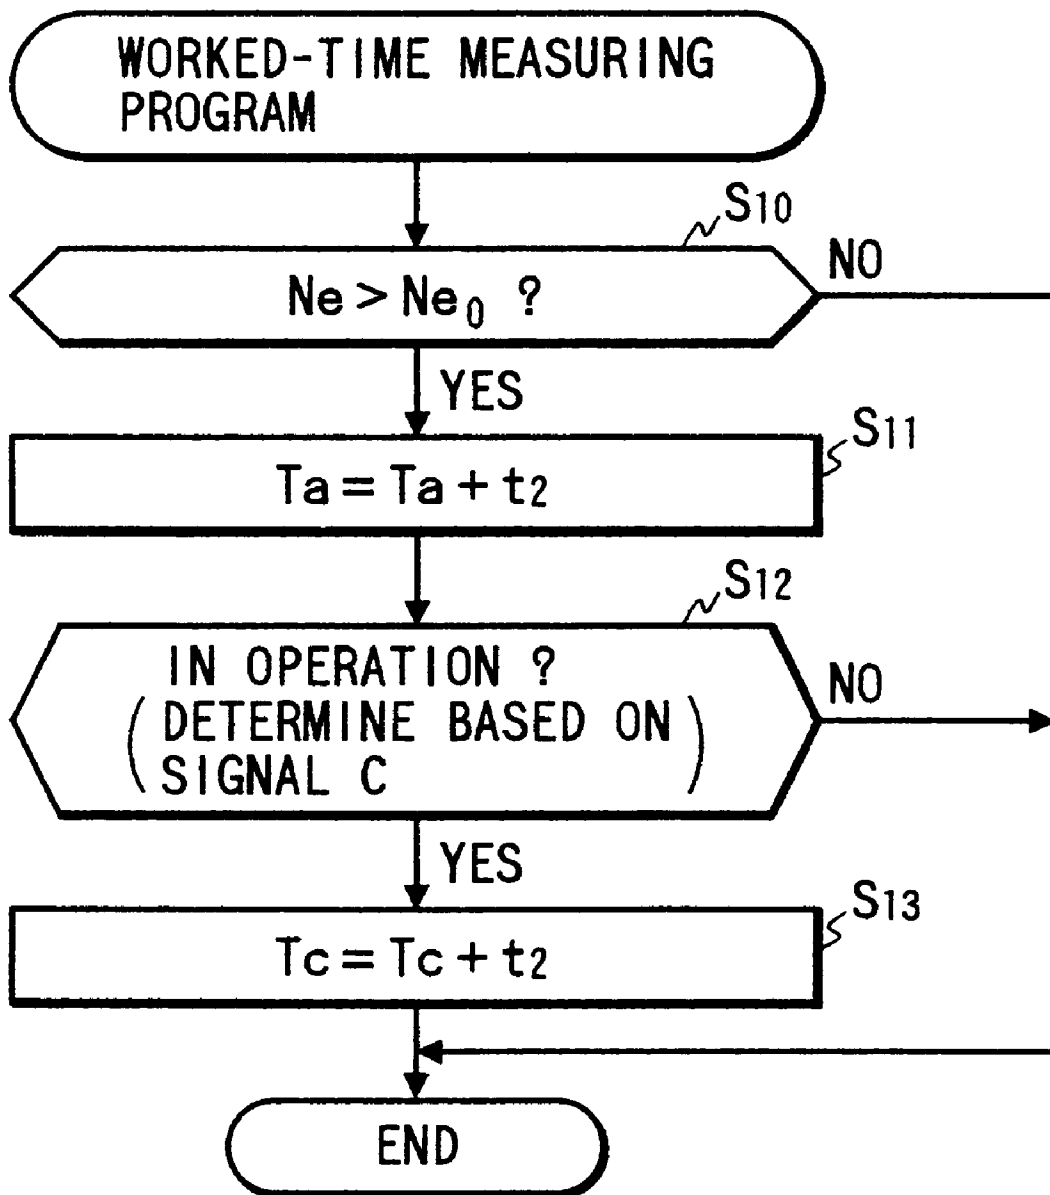 WORKED-TIME MEASURING
PROGRAM
S10
Ne > Ne0 ?
NO
YES
S11
Ta = Ta + t2
S12
IN OPERATION ?
(DETERMINE BASED ON
SIGNAL C)
NO
YES
S13
Tc = Tc + t2
END